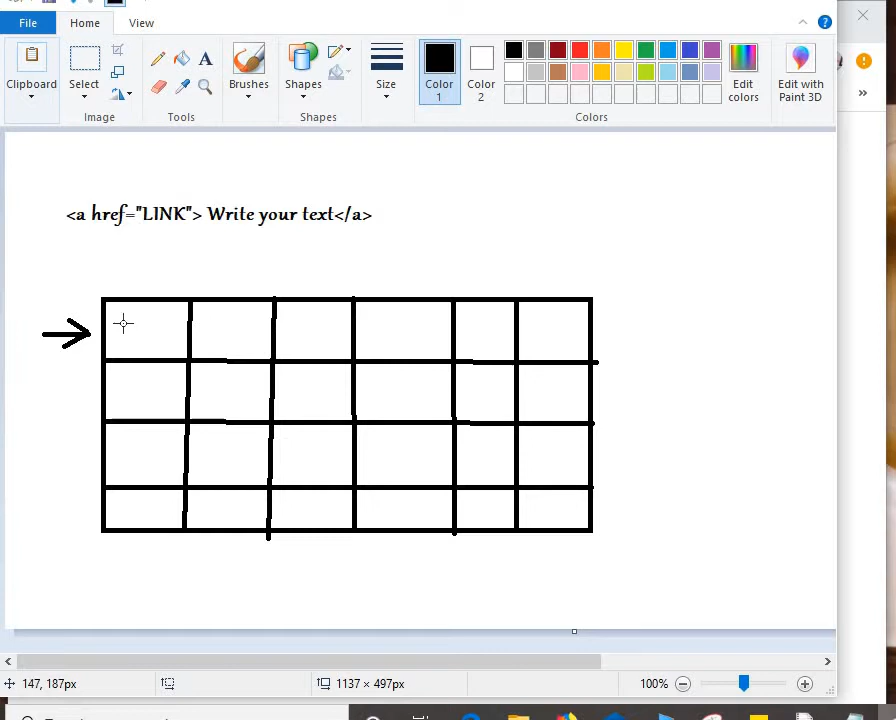 File
Home
View
Clipboard
Select
Image
Tools
Brushes
Shapes
Shapes
Size
Color
1
Color
2
Edit
colors
Edit with
Paint 3D
Colors
<a href="LINK"> Write your text</a>
147, 187px
1137 × 497px
100%